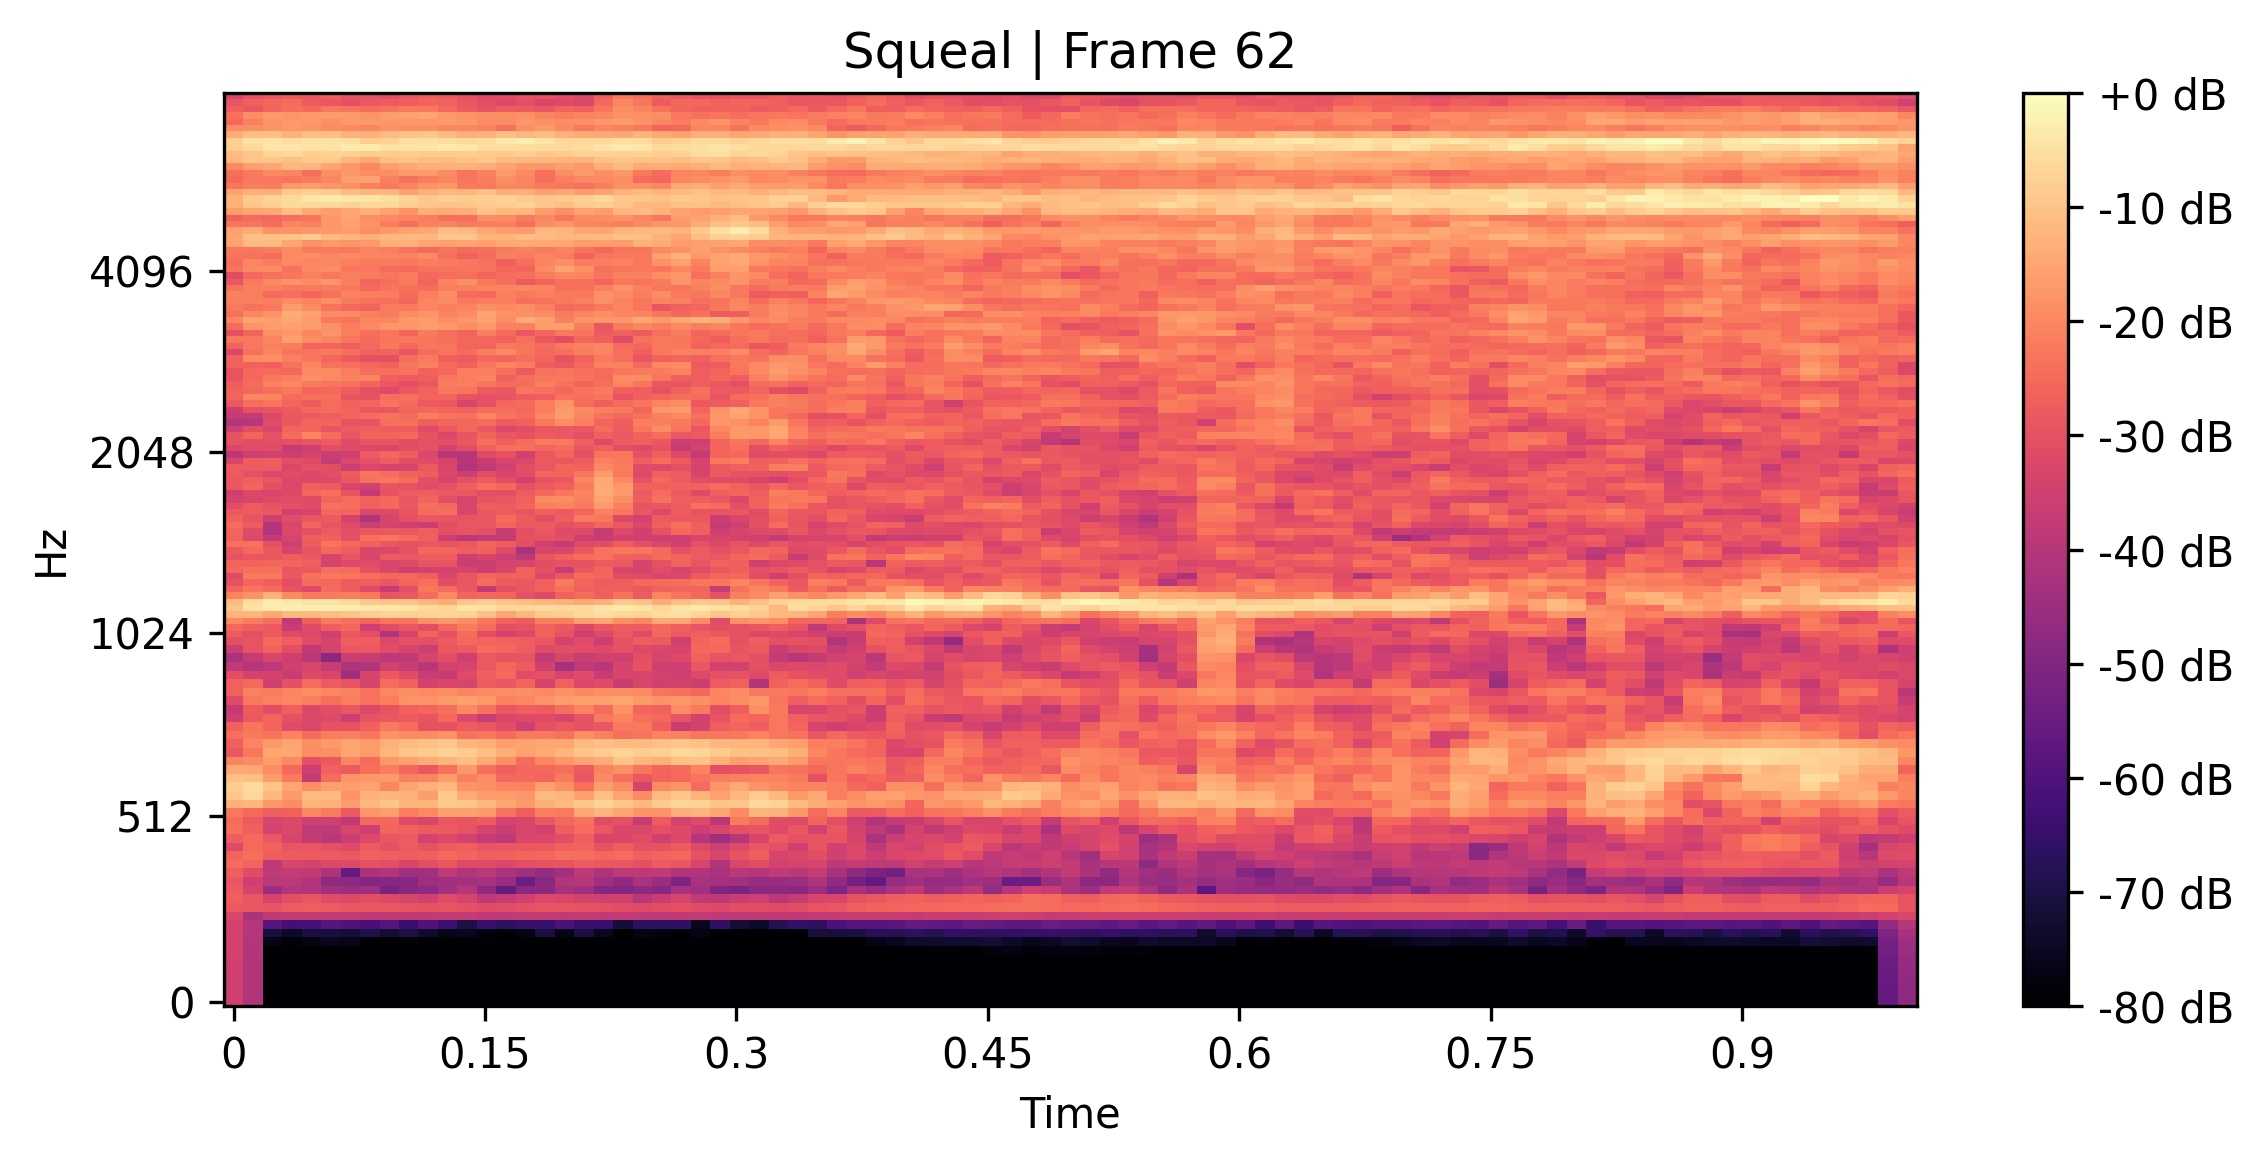 Squeal | Frame 62
+0 dB
-10 dB
-20 dB
-30 dB
-40 dB
-50 dB
-60 dB
-70 dB
-80 dB
Hz
4096
2048
1024
512
0
0 0.15 0.3 0.45 0.6 0.75 0.9
Time